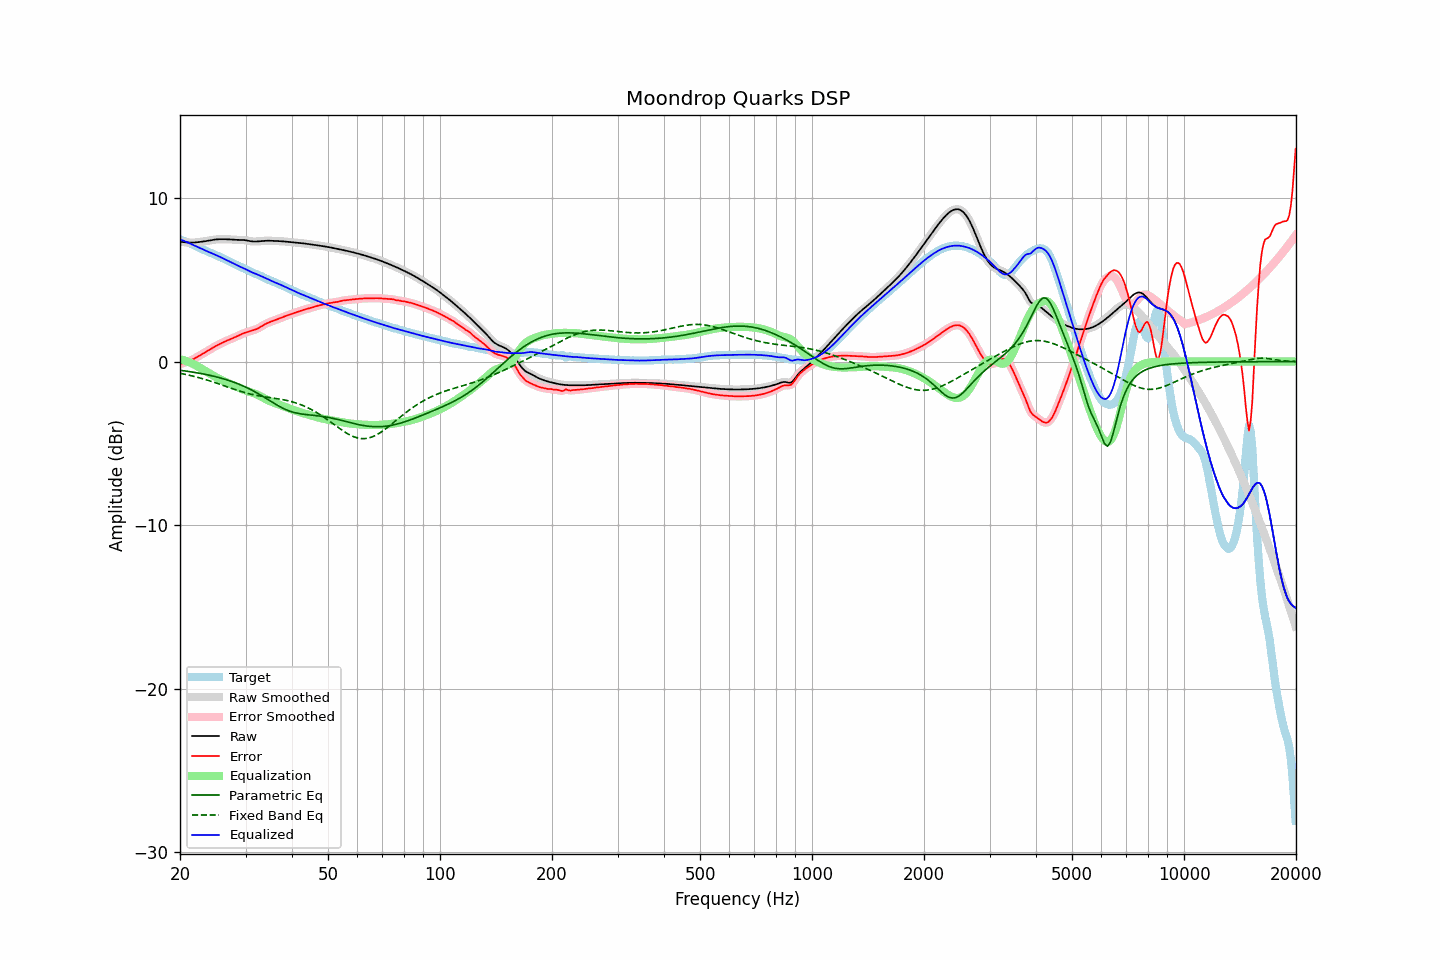 Moondrop Quarks DSP
Amplitude (dBr)
10
0
−10
−20
−30
Target
Raw Smoothed
Error Smoothed
Raw
Error
Equalization
Parametric Eq
Fixed Band Eq
Equalized
20 50 100 200 500 1000 2000 5000 10000 20000
Frequency (Hz)